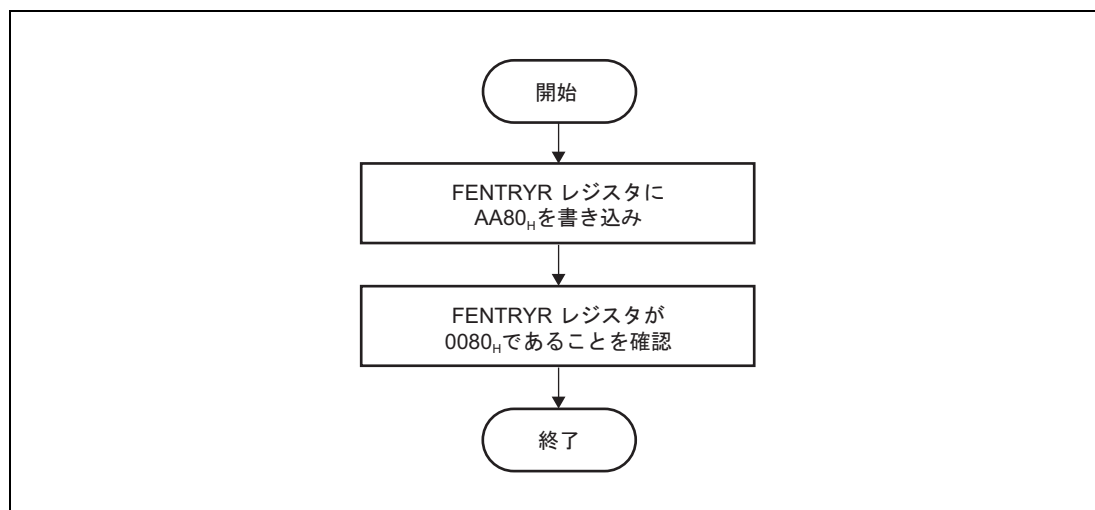 開始
FENTRYR レジスタに
AA80Hを書き込み
FENTRYR レジスタが
0080Hであることを確認
終了